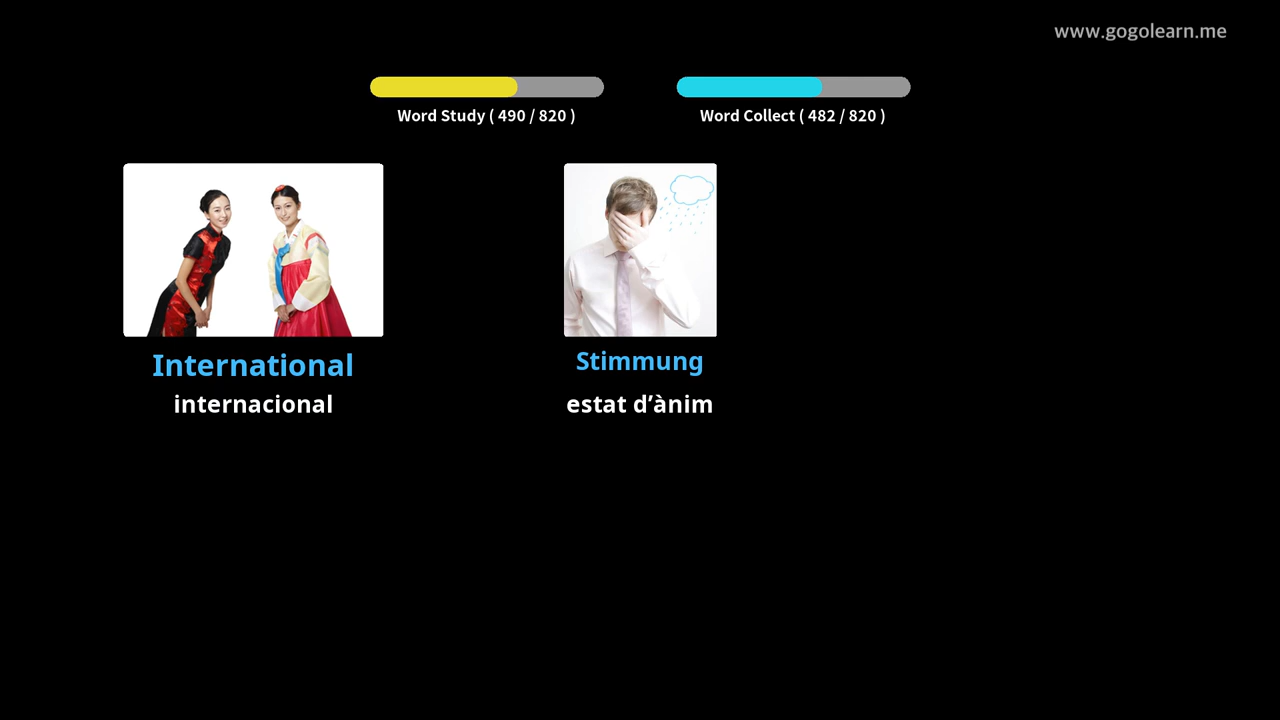 www.gogolearn.me
Word Study ( 490 / 820 )
Word Collect ( 482 / 820 )
International
internacional
Stimmung
estat d’ànim